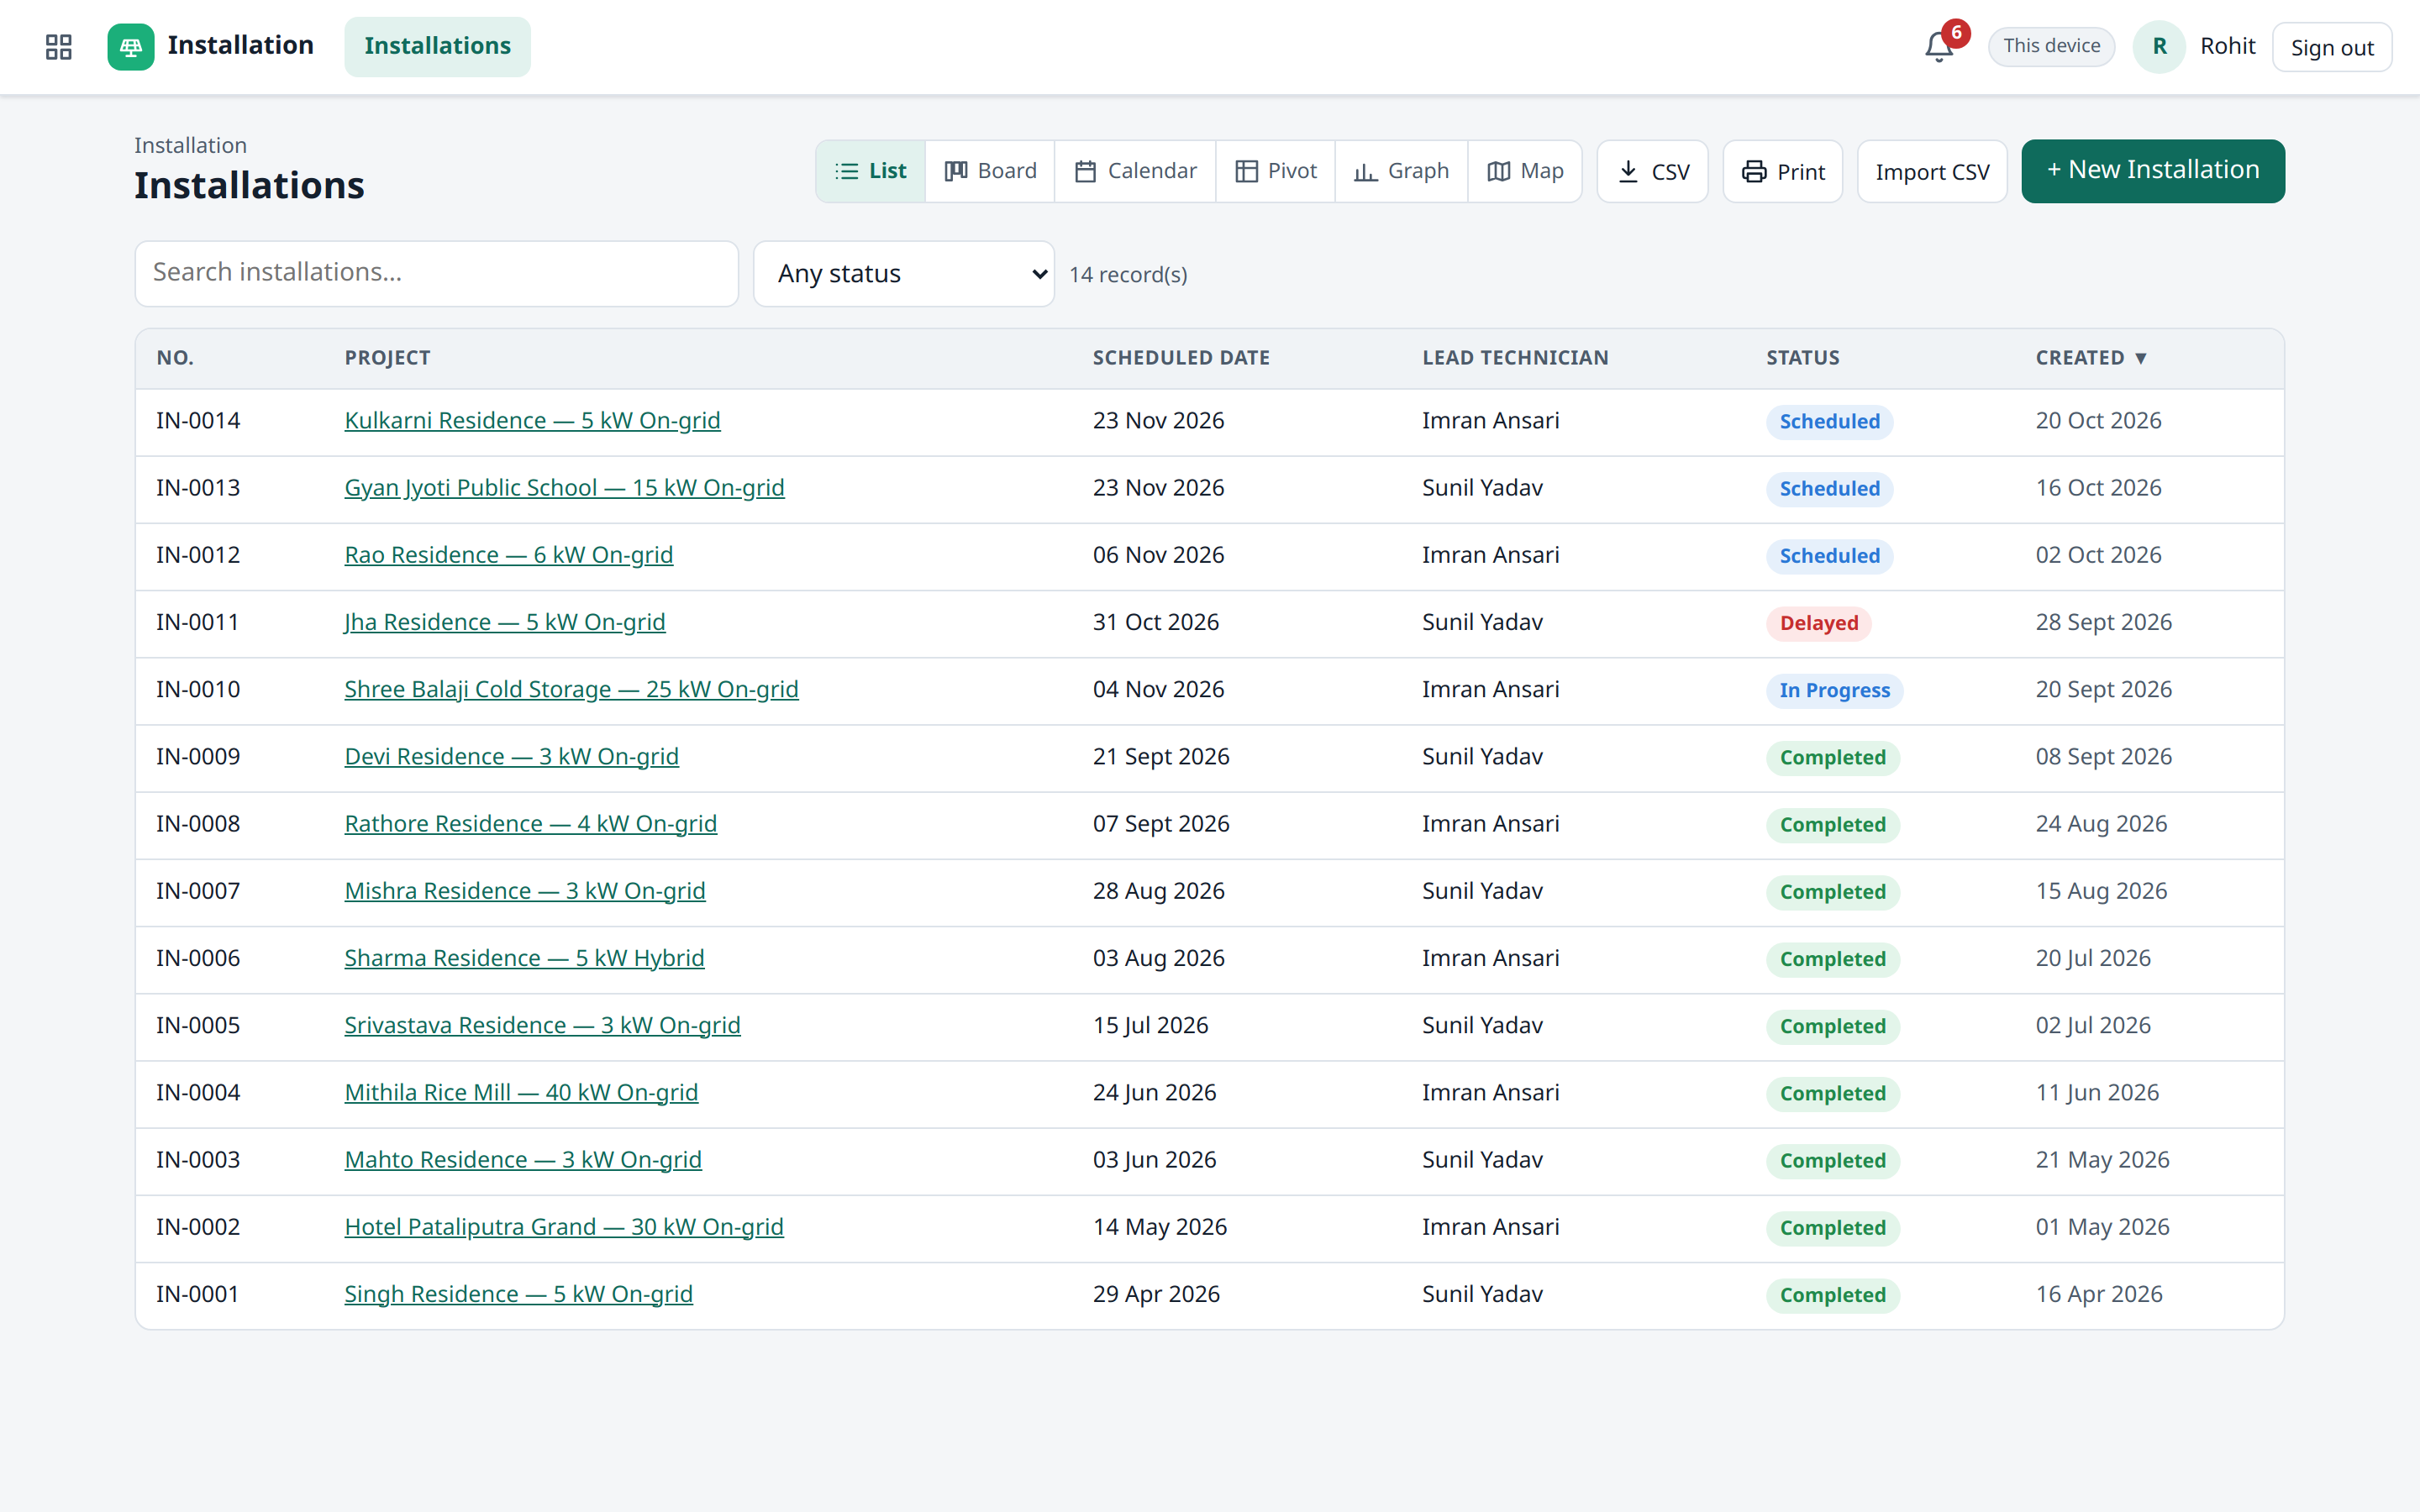 Installation
Installations
6
This device
R
Rohit
Sign out
Installation
Installations
List
Board
Calendar
Pivot
Graph
Map
CSV
Print
Import CSV
+ New Installation
Search installations...
Any status
14 record(s)
NO. PROJECT SCHEDULED DATE LEAD TECHNICIAN STATUS CREATED ▼
IN-0014 Kulkarni Residence — 5 kW On-grid 23 Nov 2026 Imran Ansari Scheduled 20 Oct 2026
IN-0013 Gyan Jyoti Public School — 15 kW On-grid 23 Nov 2026 Sunil Yadav Scheduled 16 Oct 2026
IN-0012 Rao Residence — 6 kW On-grid 06 Nov 2026 Imran Ansari Scheduled 02 Oct 2026
IN-0011 Jha Residence — 5 kW On-grid 31 Oct 2026 Sunil Yadav Delayed 28 Sept 2026
IN-0010 Shree Balaji Cold Storage — 25 kW On-grid 04 Nov 2026 Imran Ansari In Progress 20 Sept 2026
IN-0009 Devi Residence — 3 kW On-grid 21 Sept 2026 Sunil Yadav Completed 08 Sept 2026
IN-0008 Rathore Residence — 4 kW On-grid 07 Sept 2026 Imran Ansari Completed 24 Aug 2026
IN-0007 Mishra Residence — 3 kW On-grid 28 Aug 2026 Sunil Yadav Completed 15 Aug 2026
IN-0006 Sharma Residence — 5 kW Hybrid 03 Aug 2026 Imran Ansari Completed 20 Jul 2026
IN-0005 Srivastava Residence — 3 kW On-grid 15 Jul 2026 Sunil Yadav Completed 02 Jul 2026
IN-0004 Mithila Rice Mill — 40 kW On-grid 24 Jun 2026 Imran Ansari Completed 11 Jun 2026
IN-0003 Mahto Residence — 3 kW On-grid 03 Jun 2026 Sunil Yadav Completed 21 May 2026
IN-0002 Hotel Pataliputra Grand — 30 kW On-grid 14 May 2026 Imran Ansari Completed 01 May 2026
IN-0001 Singh Residence — 5 kW On-grid 29 Apr 2026 Sunil Yadav Completed 16 Apr 2026